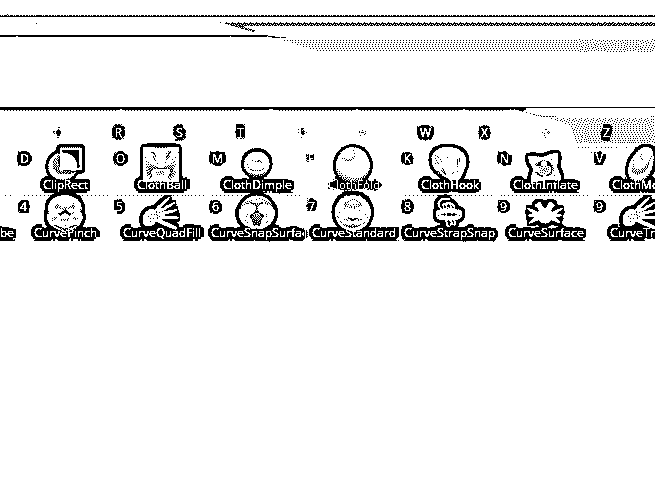 R S T W X Z
D O M K N V
ClipRect ClothBall ClothDimple ClothFold ClothHook ClothInflate ClothMo
4 5 6 7 8 9 9
be CurvePinch CurveQuadFill CurveSnapSurfac CurveStandard CurveStrapSnap CurveSurface CurveTr